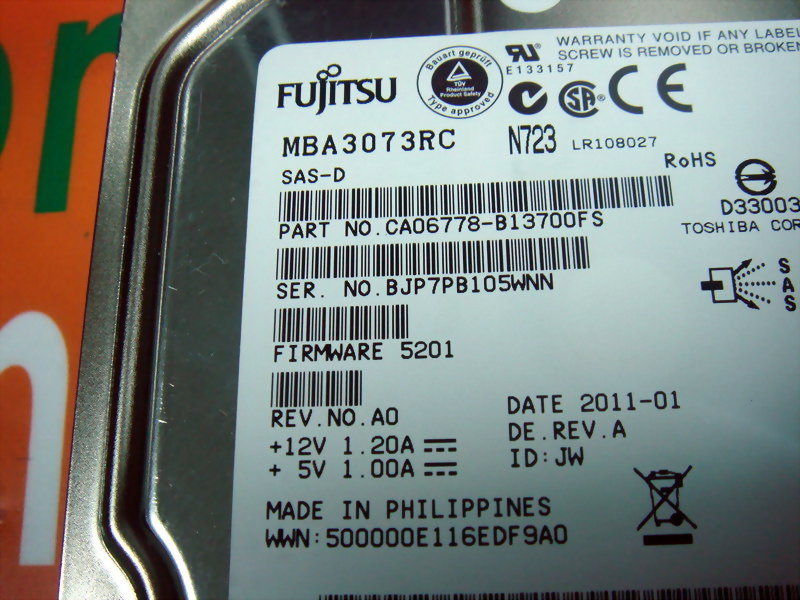 WARRANTY VOID IF ANY LABEL
SCREW IS REMOVED OR BROKEN
FUJITSU
Bauart geprüft
TÜV
Rheinland
Product Safety
Type approved
E133157
SA
CE
MBA3073RC N723 LR108027
SAS-D
RoHS
D33003
TOSHIBA COR
PART NO.CA06778-B13700FS
SER. NO.BJP7PB105WNN
SAS
FIRMWARE 5201
REV.NO.A0
DATE 2011-01
DE.REV.A
ID:JW
+12V 1.20A
+ 5V 1.00A
MADE IN PHILIPPINES
WWN:500000E116EDF9A0